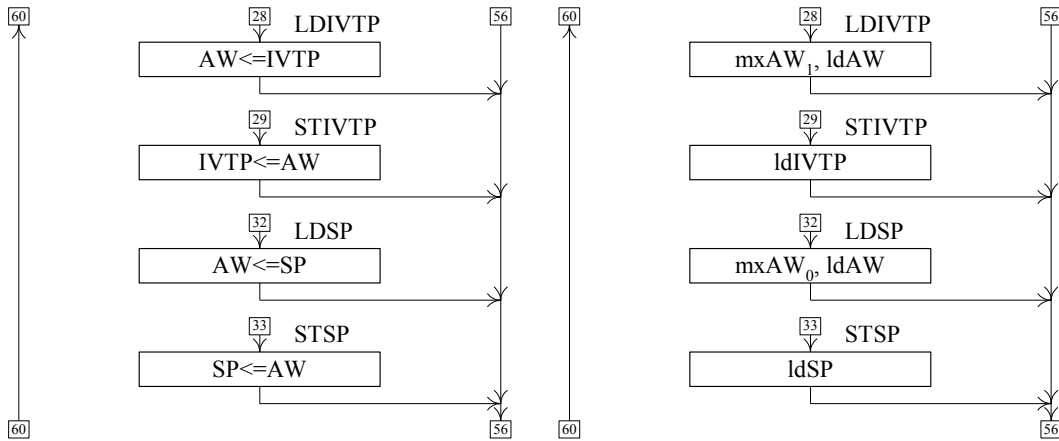 60 28 LDIVTP 56 60 28 LDIVTP 56
AW<=IVTP mxAW₁, ldAW
29 STIVTP 29 STIVTP
IVTP<=AW ldIVTP
32 LDSP 32 LDSP
AW<=SP mxAW₀, ldAW
33 STSP 33 STSP
SP<=AW ldSP
60 56 60 56